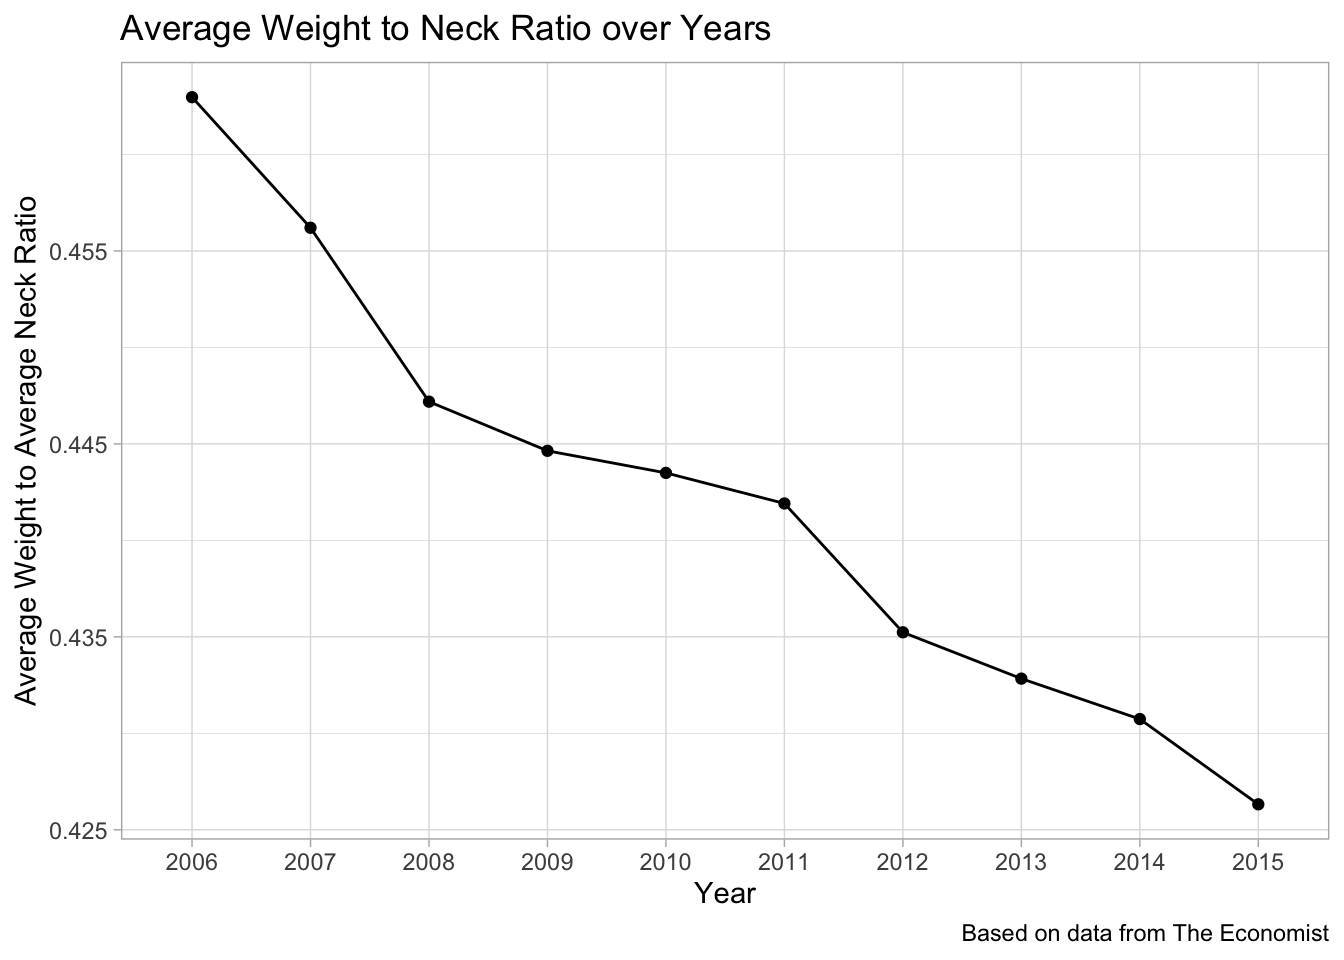 Average Weight to Neck Ratio over Years
Average Weight to Average Neck Ratio
0.455
0.445
0.435
0.425
2006 2007 2008 2009 2010 2011 2012 2013 2014 2015
Year
Based on data from The Economist